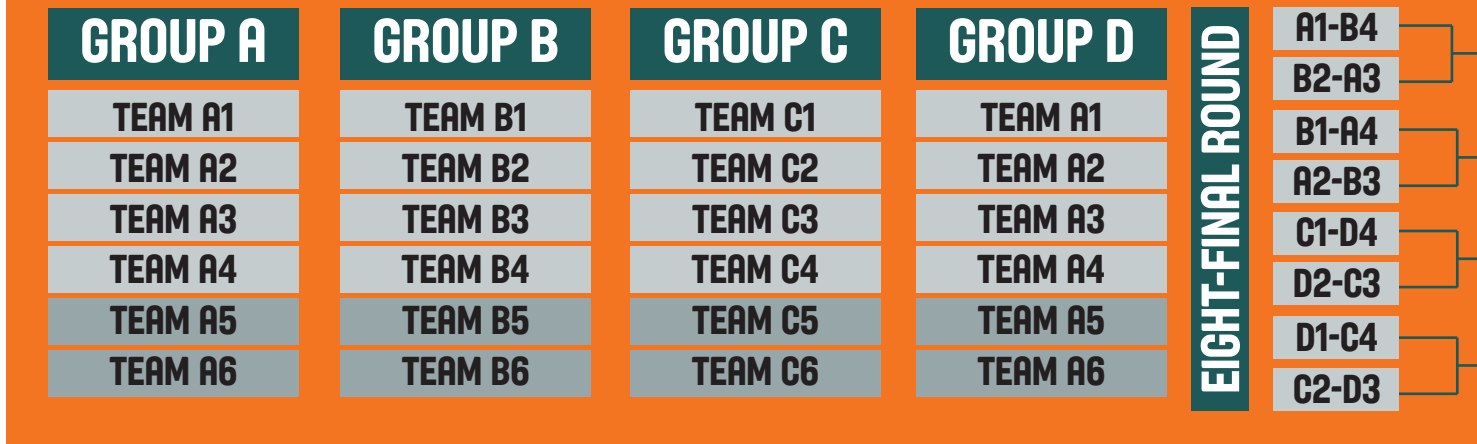 GROUP A
TEAM A1
TEAM A2
TEAM A3
TEAM A4
TEAM A5
TEAM A6
GROUP B
TEAM B1
TEAM B2
TEAM B3
TEAM B4
TEAM B5
TEAM B6
GROUP C
TEAM C1
TEAM C2
TEAM C3
TEAM C4
TEAM C5
TEAM C6
GROUP D
TEAM A1
TEAM A2
TEAM A3
TEAM A4
TEAM A5
TEAM A6
EIGHT-FINAL ROUND
A1-B4
B2-A3
B1-A4
A2-B3
C1-D4
D2-C3
D1-C4
C2-D3